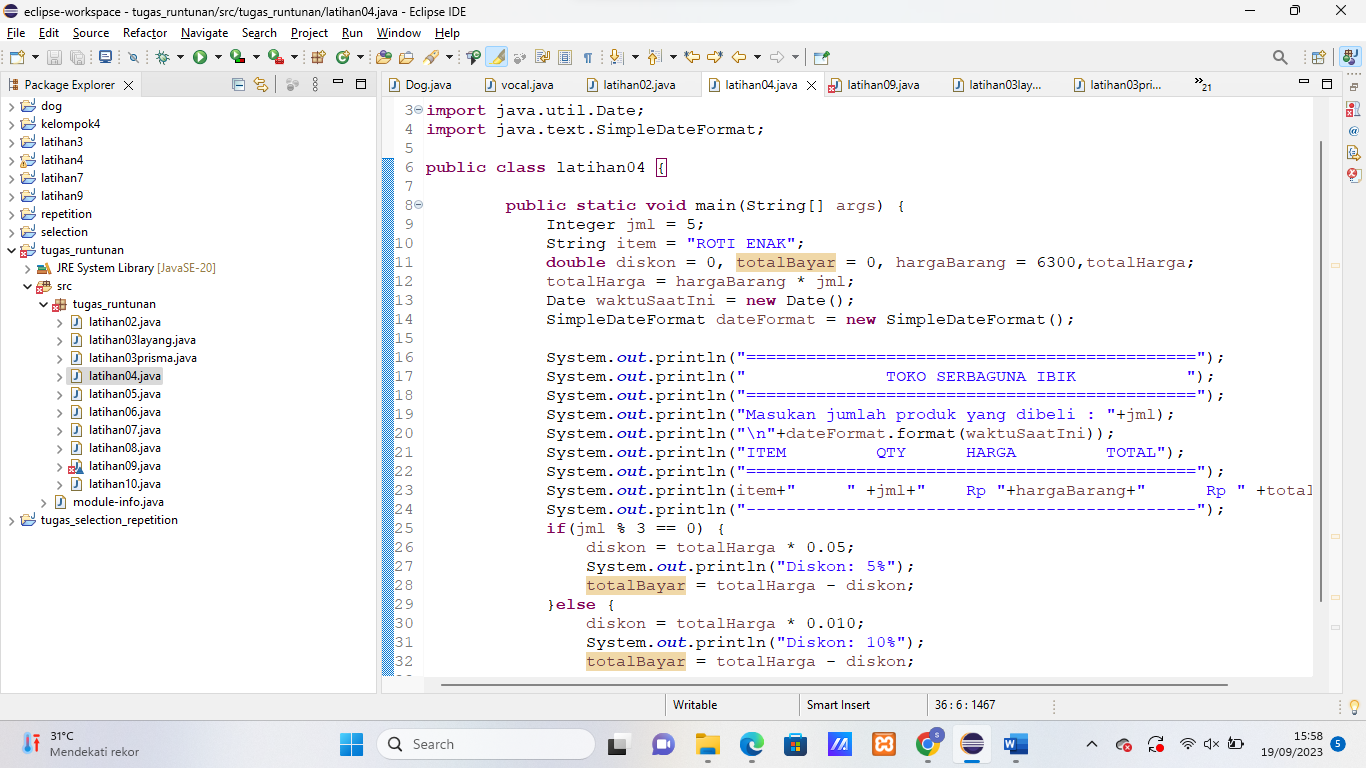 eclipse-workspace - tugas_runtunan/src/tugas_runtunan/latihan04.java - Eclipse IDE
File Edit Source Refactor Navigate Search Project Run Window Help
Package Explorer
dog
kelompok4
latihan3
latihan4
latihan7
latihan9
repetition
selection
tugas_runtunan
JRE System Library [JavaSE-20]
src
tugas_runtunan
latihan02.java
latihan03layang.java
latihan03prisma.java
latihan04.java
latihan05.java
latihan06.java
latihan07.java
latihan08.java
latihan09.java
latihan10.java
module-info.java
tugas_selection_repetition
Dog.java vocal.java latihan02.java latihan04.java latihan09.java latihan03lay... latihan03pri... »21
3 import java.util.Date;
4 import java.text.SimpleDateFormat;
5
6 public class latihan04 {
7
8 public static void main(String[] args) {
9 Integer jml = 5;
10 String item = "ROTI ENAK";
11 double diskon = 0, totalBayar = 0, hargaBarang = 6300,totalHarga;
12 totalHarga = hargaBarang * jml;
13 Date waktuSaatIni = new Date();
14 SimpleDateFormat dateFormat = new SimpleDateFormat();
15
16 System.out.println("=============================================");
17 System.out.println("              TOKO SERBAGUNA IBIK           ");
18 System.out.println("=============================================");
19 System.out.println("Masukan jumlah produk yang dibeli : "+jml);
20 System.out.println("\n"+dateFormat.format(waktuSaatIni));
21 System.out.println("ITEM         QTY      HARGA         TOTAL");
22 System.out.println("=============================================");
23 System.out.println(item+"     " +jml+"    Rp "+hargaBarang+"      Rp " +total
24 System.out.println("---------------------------------------------");
25 if(jml % 3 == 0) {
26 diskon = totalHarga * 0.05;
27 System.out.println("Diskon: 5%");
28 totalBayar = totalHarga - diskon;
29 }else {
30 diskon = totalHarga * 0.010;
31 System.out.println("Diskon: 10%");
32 totalBayar = totalHarga - diskon;
Writable Smart Insert 36 : 6 : 1467
31°C
Mendekati rekor
Search
15:58
19/09/2023
5